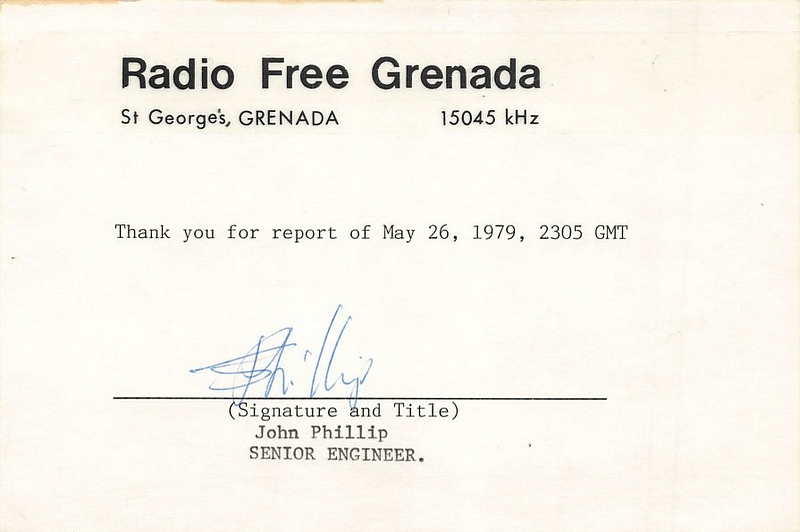 Radio Free Grenada
St George's, GRENADA 15045 kHz
Thank you for report of May 26, 1979, 2305 GMT
Phillip
(Signature and Title)
John Phillip
SENIOR ENGINEER.